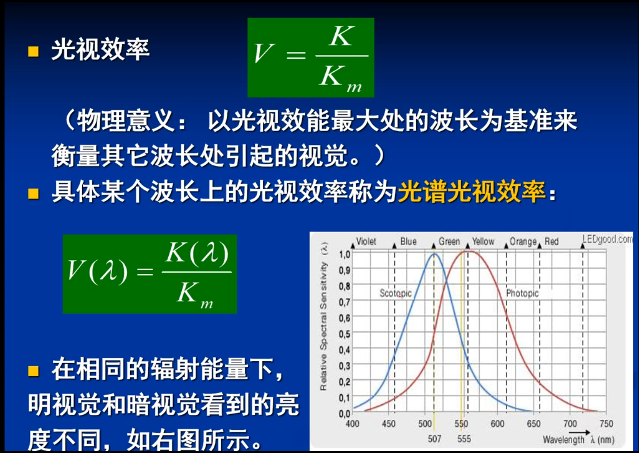 光视效率
V = K / K_m
（物理意义： 以光视效能最大处的波长为基准来
衡量其它波长处引起的视觉。）
具体某个波长上的光视效率称为光谱光视效率：
V(λ) = K(λ) / K_m
在相同的辐射能量下，
明视觉和暗视觉看到的亮
度不同，如右图所示。
LEDgood.com
Violet Blue Green Yellow Orange Red
Relative Spectral Sensitivity (λ)
1,0
0,9
0,8
0,7
0,6
0,5
0,4
0,3
0,2
0,1
0,0
Scotopic Photopic
400 450 500 550 600 650 700 750
507 555
Wavelength λ (nm)